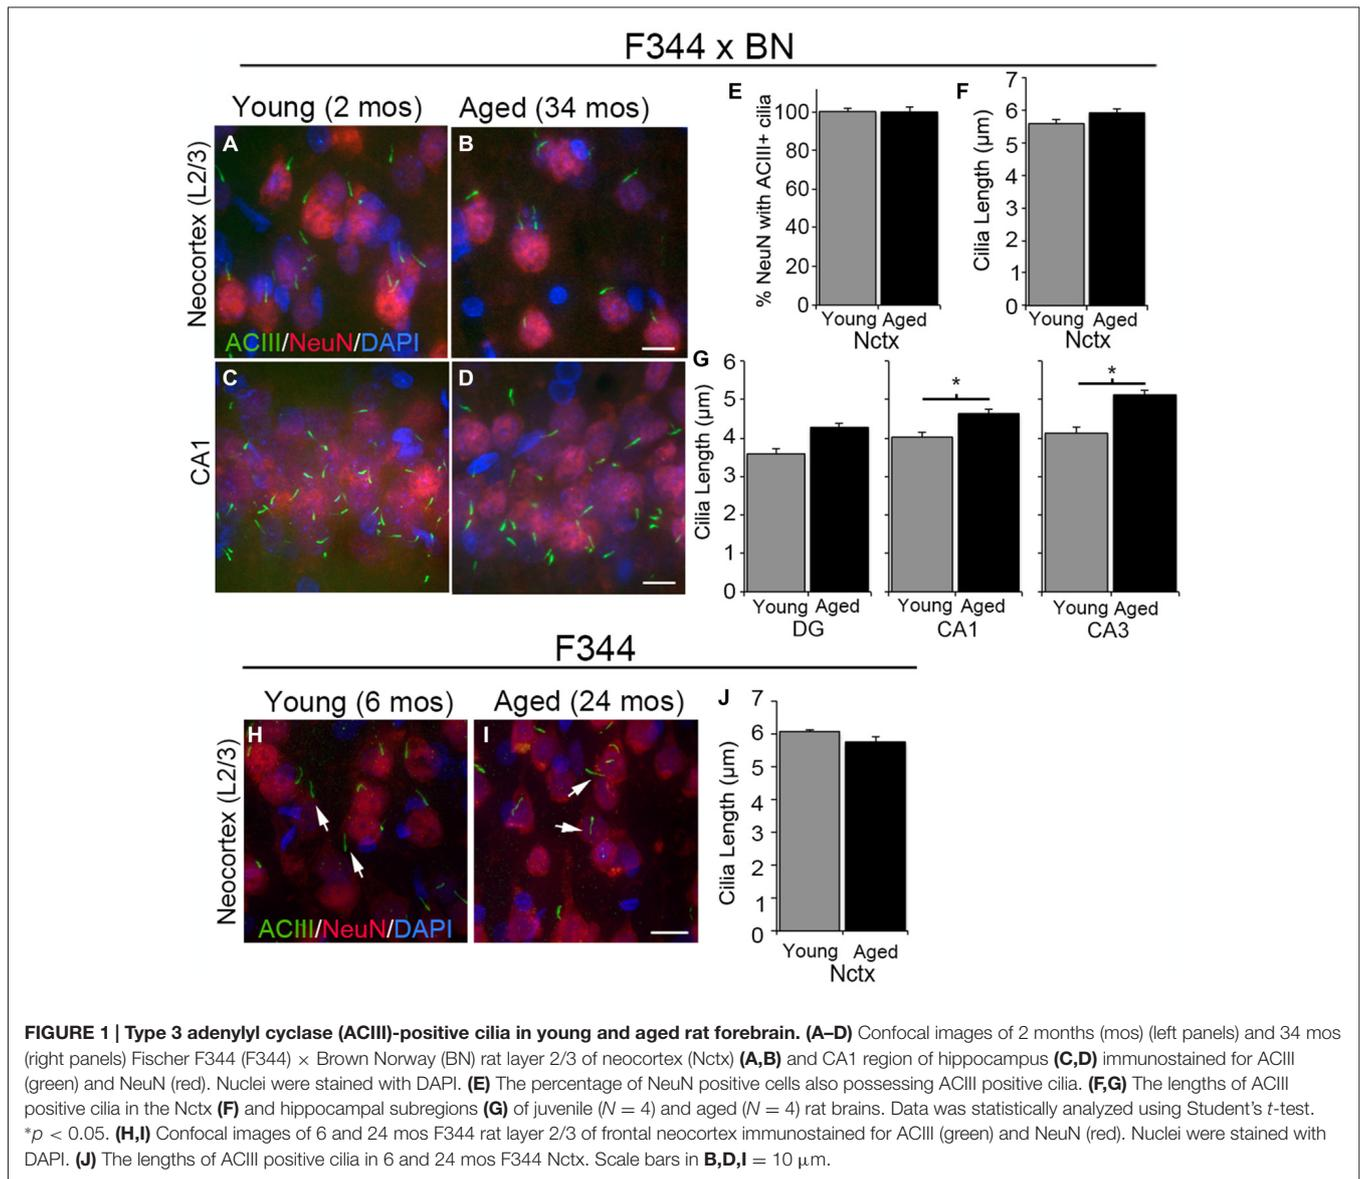 F344 x BN
Young (2 mos)
Aged (34 mos)
Neocortex (L2/3)
A
B
ACIII/NeuN/DAPI
CA1
C
D
E
% NeuN with ACIII+ cilia
100
80
60
40
20
0
Young Aged
Nctx
F
Cilia Length (μm)
7
6
5
4
3
2
1
0
Young Aged
Nctx
G
Cilia Length (μm)
6
5
4
3
2
1
0
Young Aged
DG
*
Young Aged
CA1
*
Young Aged
CA3
F344
Young (6 mos)
Aged (24 mos)
Neocortex (L2/3)
H
I
ACIII/NeuN/DAPI
J
Cilia Length (μm)
7
6
5
4
3
2
1
0
Young Aged
Nctx
FIGURE 1 | Type 3 adenylyl cyclase (ACIII)-positive cilia in young and aged rat forebrain. (A–D) Confocal images of 2 months (mos) (left panels) and 34 mos
(right panels) Fischer F344 (F344) × Brown Norway (BN) rat layer 2/3 of neocortex (Nctx) (A,B) and CA1 region of hippocampus (C,D) immunostained for ACIII
(green) and NeuN (red). Nuclei were stained with DAPI. (E) The percentage of NeuN positive cells also possessing ACIII positive cilia. (F,G) The lengths of ACIII
positive cilia in the Nctx (F) and hippocampal subregions (G) of juvenile (N = 4) and aged (N = 4) rat brains. Data was statistically analyzed using Student's t-test.
*p < 0.05. (H,I) Confocal images of 6 and 24 mos F344 rat layer 2/3 of frontal neocortex immunostained for ACIII (green) and NeuN (red). Nuclei were stained with
DAPI. (J) The lengths of ACIII positive cilia in 6 and 24 mos F344 Nctx. Scale bars in B,D,I = 10 μm.